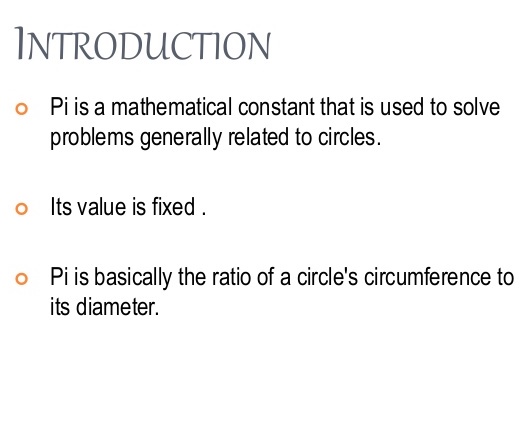 INTRODUCTION
Pi is a mathematical constant that is used to solve
problems generally related to circles.
Its value is fixed .
Pi is basically the ratio of a circle's circumference to
its diameter.